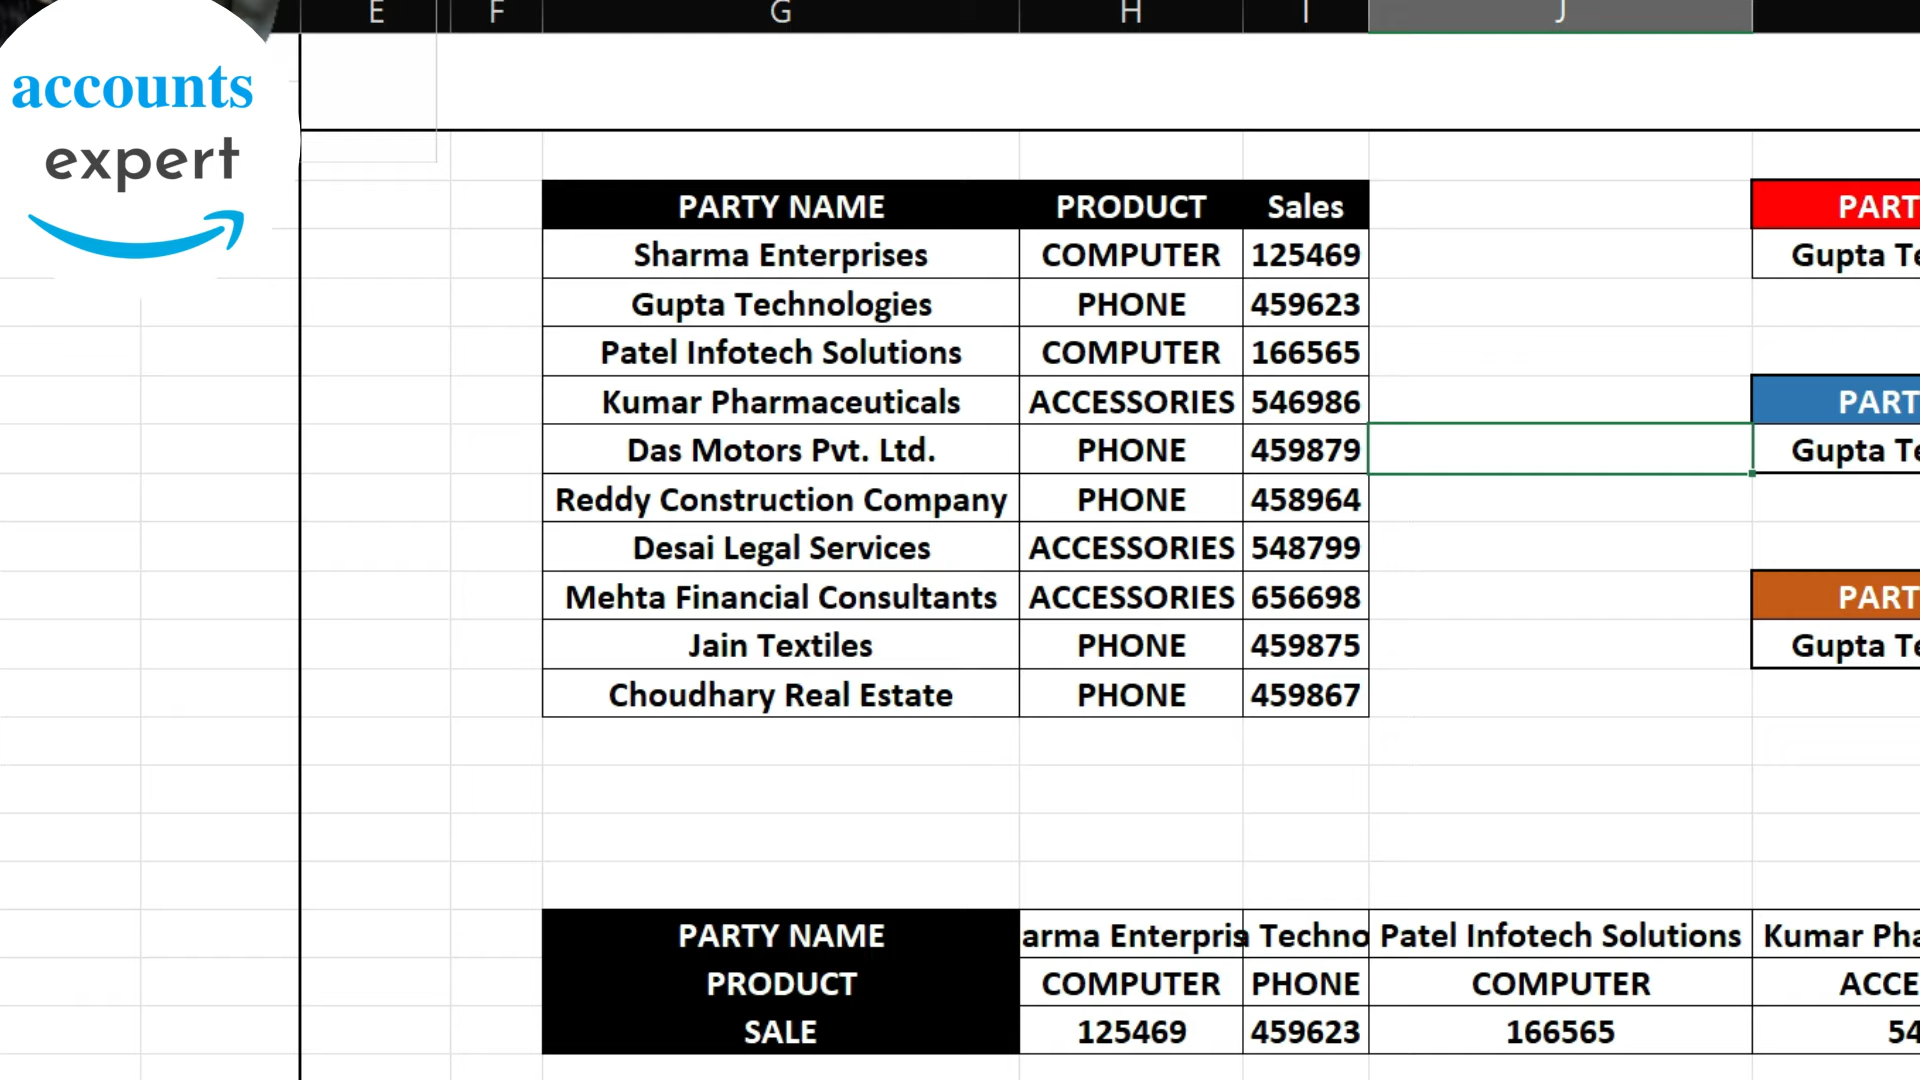 E F G H I J
accounts
expert
PARTY NAME PRODUCT Sales PART
Sharma Enterprises COMPUTER 125469 Gupta Te
Gupta Technologies PHONE 459623
Patel Infotech Solutions COMPUTER 166565
Kumar Pharmaceuticals ACCESSORIES 546986 PART
Das Motors Pvt. Ltd. PHONE 459879 Gupta Te
Reddy Construction Company PHONE 458964
Desai Legal Services ACCESSORIES 548799
Mehta Financial Consultants ACCESSORIES 656698 PART
Jain Textiles PHONE 459875 Gupta Te
Choudhary Real Estate PHONE 459867
PARTY NAME arma Enterpris a Techno Patel Infotech Solutions Kumar Pha
PRODUCT COMPUTER PHONE COMPUTER ACCE
SALE 125469 459623 166565 54